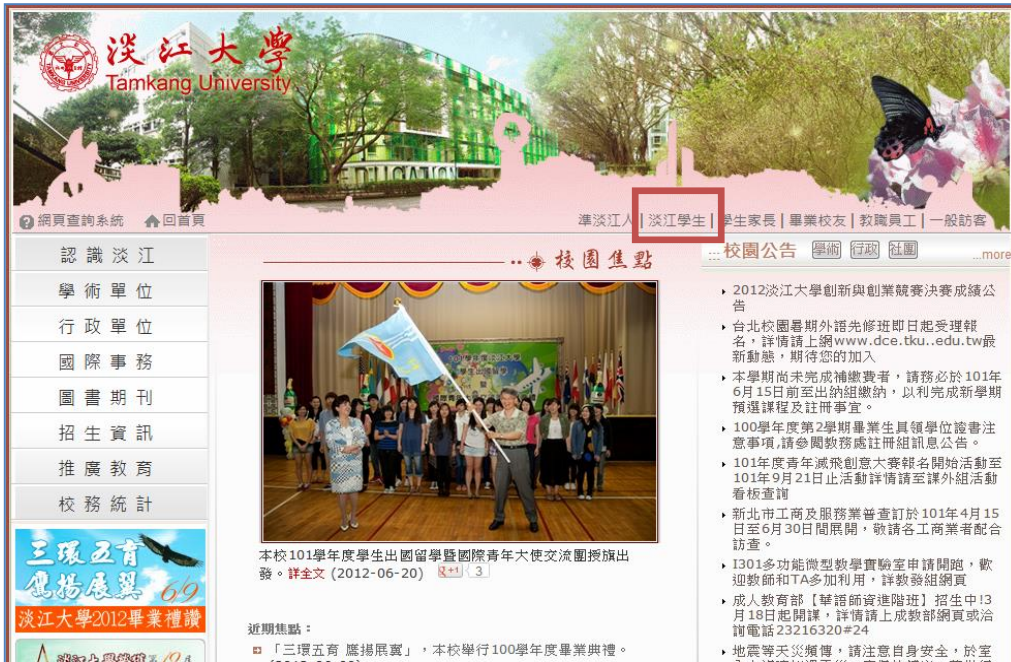 淡江大學
Tamkang University
網頁查詢系統
回首頁
準淡江人 | 淡江學生 | 學生家長 | 畢業校友 | 教職員工 | 一般訪客
認識淡江
學術單位
行政單位
國際事務
圖書期刊
招生資訊
推廣教育
校務統計
三環五育
鷹揚展翼 6/9
淡江大學2012畢業禮讚
校園焦點
本校101學年度學生出國留學暨國際青年大使交流團授旗出
發。詳全文 (2012-06-20) +1 3
近期焦點:
「三環五育 鷹揚展翼」,本校舉行100學年度畢業典禮。
校園公告 學術 行政 社團 ...more
2012淡江大學創新與創業競賽決賽成績公
告
台北校園暑期外語先修班即日起受理報
名,詳情請上網www.dce.tku..edu.tw最
新動態,期待您的加入
本學期尚未完成補繳費者,請務必於101年
6月15日前至出納組繳納,以利完成新學期
預選課程及註冊事宜。
100學年度第2學期畢業生具領學位證書注
意事項,請參閱教務處註冊組訊息公告。
101年度青年減飛創意大賽報名開始活動至
101年9月21日止活動詳情請至課外組活動
看板查詢
新北市工商及服務業普查訂於101年4月15
日至6月30日間展開,敬請各工商業者配合
訪查。
I301多功能微型教學實驗室申請開跑,歡
迎教師和TA多加利用,詳教發組網頁
成人教育部【華語師資進階班】招生中!3
月18日起開課,詳情請上成教部網頁或洽
詢電話23216320#24
地震等天災頻傳,請注意自身安全,於室